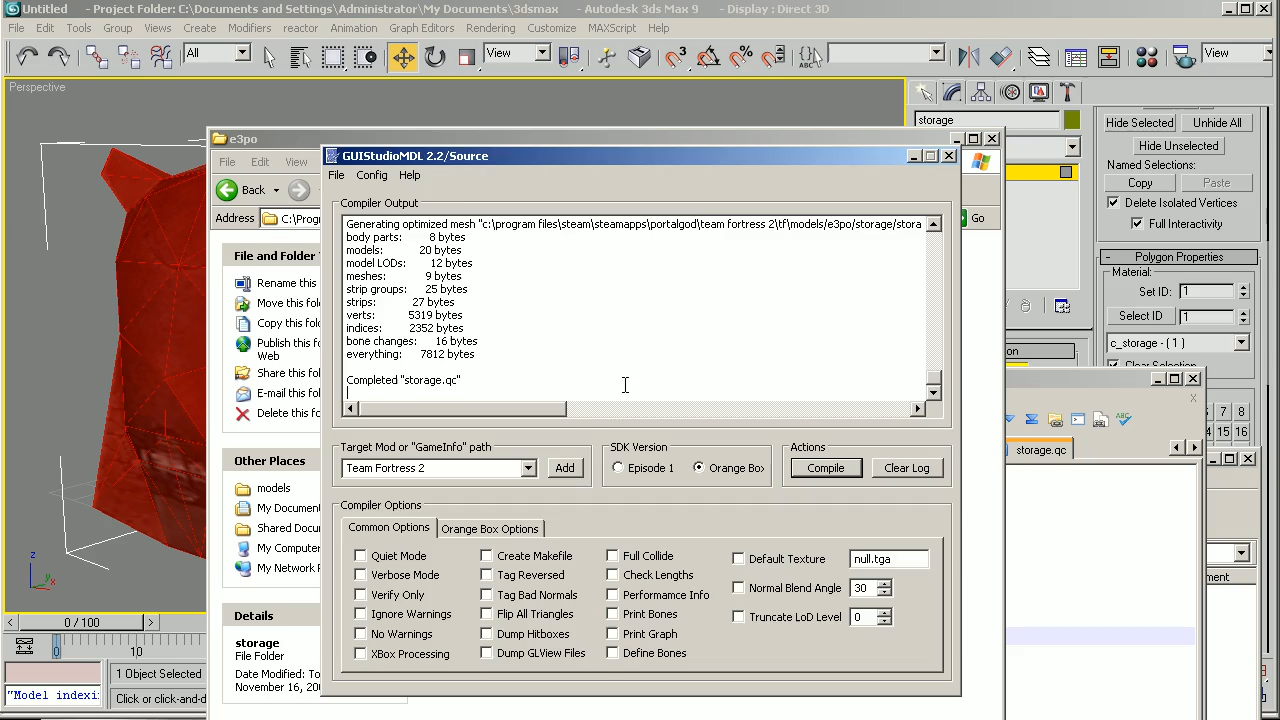 Untitled - Project Folder: C:\Documents and Settings\Administrator\My Documents\3dsmax - Autodesk 3ds Max 9 - Display : Direct 3D
File Edit Tools Group Views Create Modifiers reactor Animation Graph Editors Rendering Customize MAXScript Help
All View 3 View
Perspective
storage
Hide Selected Unhide All
Hide Unselected
Named Selections:
Copy Paste
Delete Isolated Vertices
Full Interactivity
- Polygon Properties
Material:
Set ID: 1
Select ID 1
c_storage - ( 1 )
Clear Selection
7 8
11 12
15 16
e3po
File Edit View
Back
Address C:\Prog
Go
File and Folder
Rename this
Move this fol
Copy this fold
Publish this f
Web
Share this fo
E-mail this fo
Delete this f
Other Places
models
My Documen
Shared Docu
My Computer
My Network
Details
storage
File Folder
Date Modified: To
November 16, 200
GUIStudioMDL 2.2/Source
File Config Help
Compiler Output
Generating optimized mesh "c:\program files\steam\steamapps\portalgod\team fortress 2\tf\models/e3po/storage/stora
body parts: 8 bytes
models: 20 bytes
model LODs: 12 bytes
meshes: 9 bytes
strip groups: 25 bytes
strips: 27 bytes
verts: 5319 bytes
indices: 2352 bytes
bone changes: 16 bytes
everything: 7812 bytes
Completed "storage.qc"
Target Mod or "GameInfo" path
Team Fortress 2 Add
SDK Version
Episode 1 Orange Box
Actions
Compile Clear Log
Compiler Options
Common Options Orange Box Options
Quiet Mode Create Makefile Full Collide Default Texture null.tga
Verbose Mode Tag Reversed Check Lengths
Verify Only Tag Bad Normals Performance Info Normal Blend Angle 30
Ignore Warnings Flip All Triangles Print Bones Truncate LoD Level 0
No Warnings Dump Hitboxes Print Graph
XBox Processing Dump GLView Files Define Bones
storage.qc
ABC
z
y
x
0 / 100
0 10
1 Object Selected
"Model indexi
Click or click-and-d